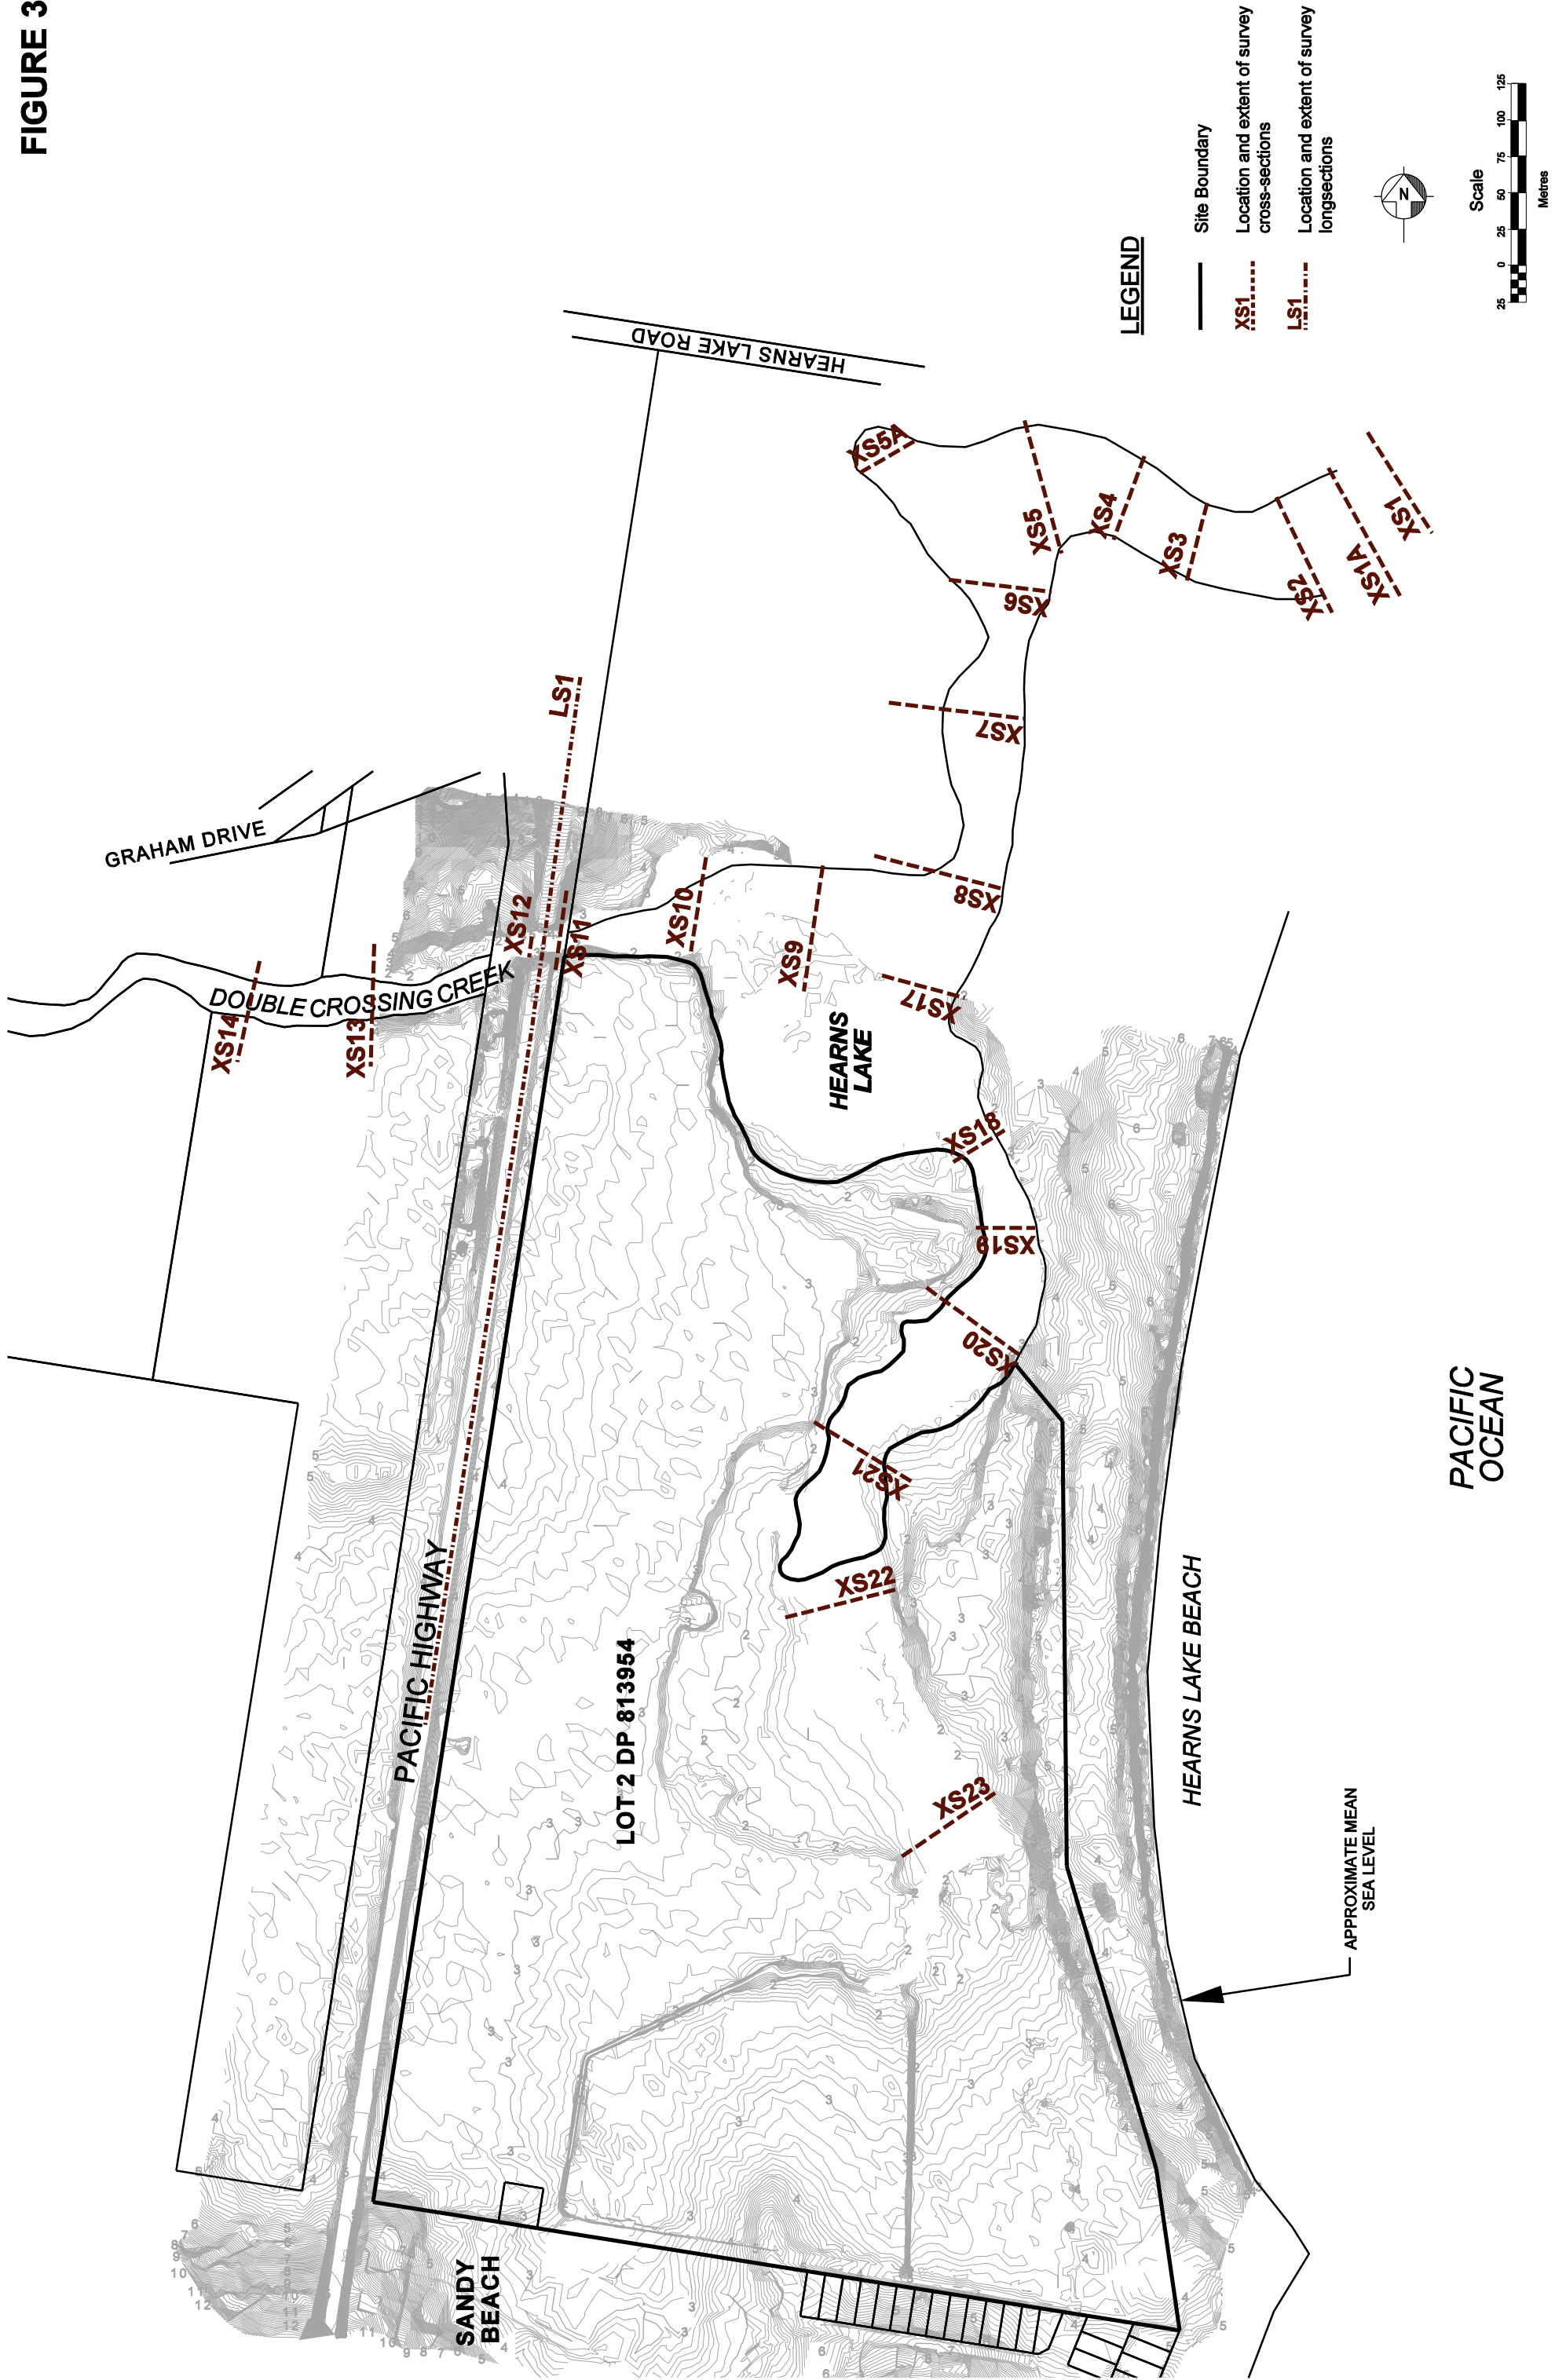 FIGURE 3
HEARNS LAKE ROAD
GRAHAM DRIVE
DOUBLE CROSSING CREEK
PACIFIC HIGHWAY
HEARNS
LAKE
LOT 2 DP 813954
SANDY
BEACH
HEARNS LAKE BEACH
PACIFIC
OCEAN
APPROXIMATE MEAN
SEA LEVEL
LS1
XS1
XS1A
XS2
XS3
XS4
XS5
XS5A
XS6
XS7
XS8
XS9
XS10
XS11
XS12
XS13
XS14
XS17
XS18
XS19
XS20
XS21
XS22
XS23
LEGEND
Site Boundary
XS1
Location and extent of survey
cross-sections
LS1
Location and extent of survey
longsections
N
Scale
25 0 25 50 75 100 125
Metres